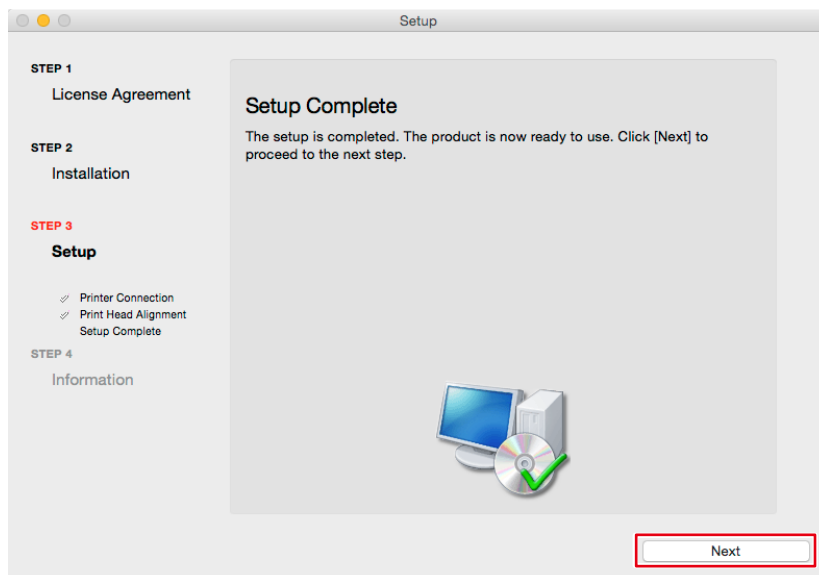 Setup
STEP 1
License Agreement
STEP 2
Installation
STEP 3
Setup
Printer Connection
Print Head Alignment
Setup Complete
STEP 4
Information
Setup Complete
The setup is completed. The product is now ready to use. Click [Next] to
proceed to the next step.
Next